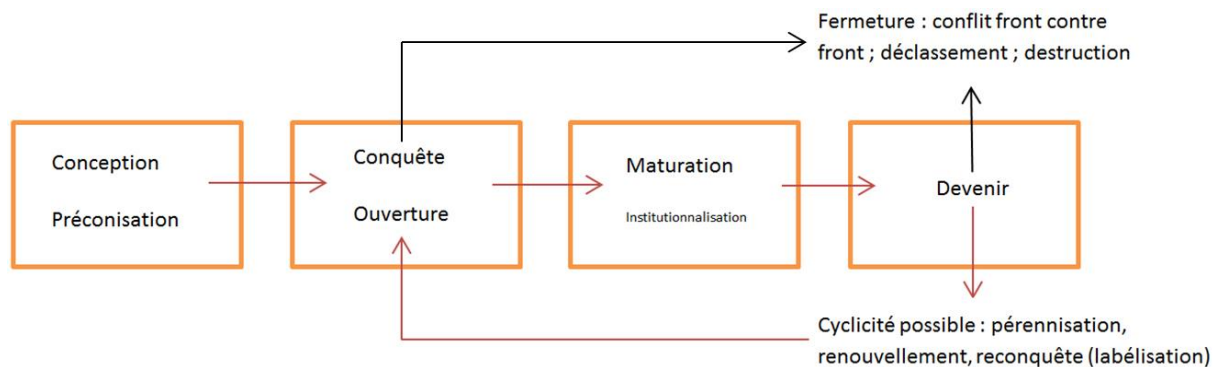 Fermeture : conflit front contre
front ; déclassement ; destruction
Conception
Préconisation
Conquête
Ouverture
Maturation
Institutionnalisation
Devenir
Cyclicité possible : pérennisation,
renouvellement, reconquête (labélisation)